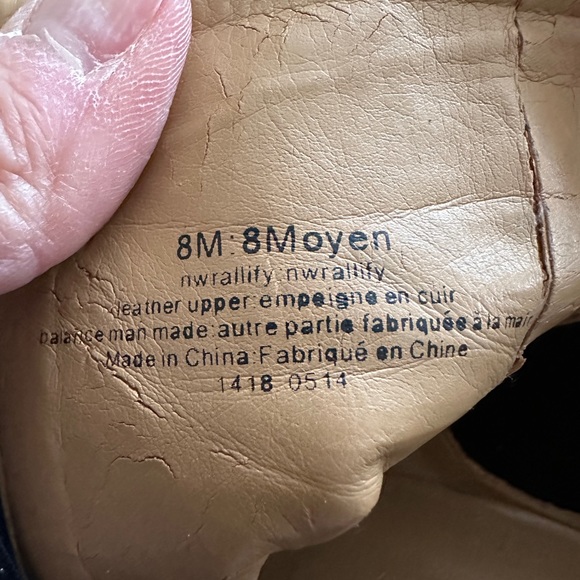 8M:8Moyen
nwrallify:nwrallify
leather upper:empeigne en cuir
balance man made:autre partie fabriquée à la main
Made in China:Fabriqué en Chine
1418 0514